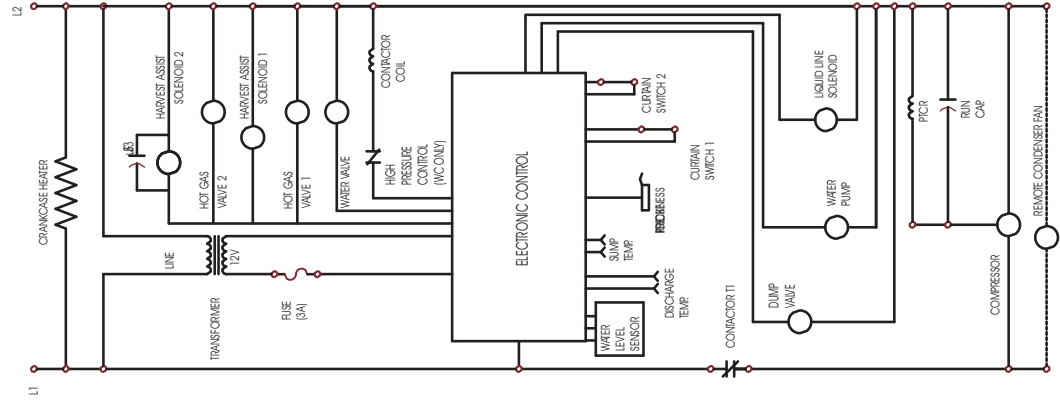 L2
L1
CRANKCASE HEATER
HARVEST ASSIST
SOLENOID 2
HOT GAS
VALVE 2
HARVEST ASSIST
SOLENOID 1
HOT GAS
VALVE 1
WATER VALVE
CONTACTOR
COIL
HIGH
PRESSURE
CONTROL
(WC ONLY)
LINE
12V
TRANSFORMER
FUSE
(3A)
ELECTRONIC CONTROL
CURTAIN
SWITCH 2
CURTAIN
SWITCH 1
SUMP
TEMP.
DISCHARGE
TEMP.
WATER
LEVEL
SENSOR
CONTACTOR T1
LIQUID LINE
SOLENOID
WATER
PUMP
DUMP
VALVE
PTCR
RUN
CAP.
COMPRESSOR
REMOTE CONDENSER FAN